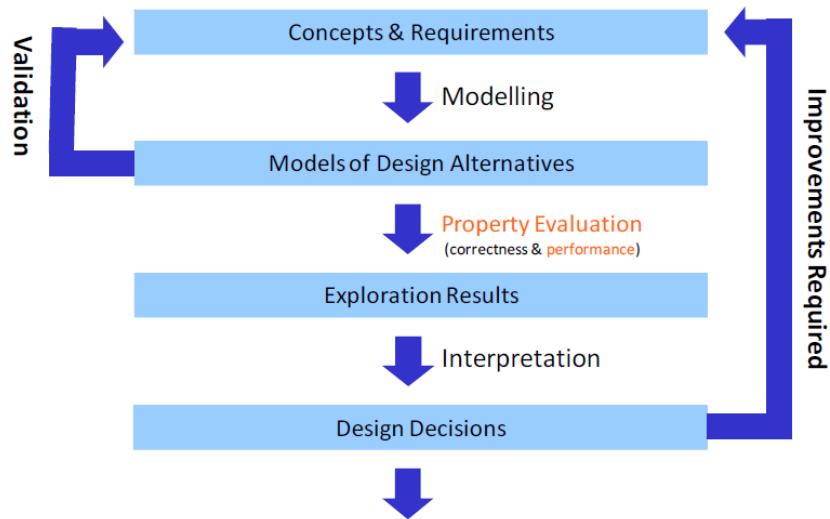 Concepts & Requirements
Validation
Modelling
Models of Design Alternatives
Property Evaluation
(correctness & performance)
Improvements Required
Exploration Results
Interpretation
Design Decisions